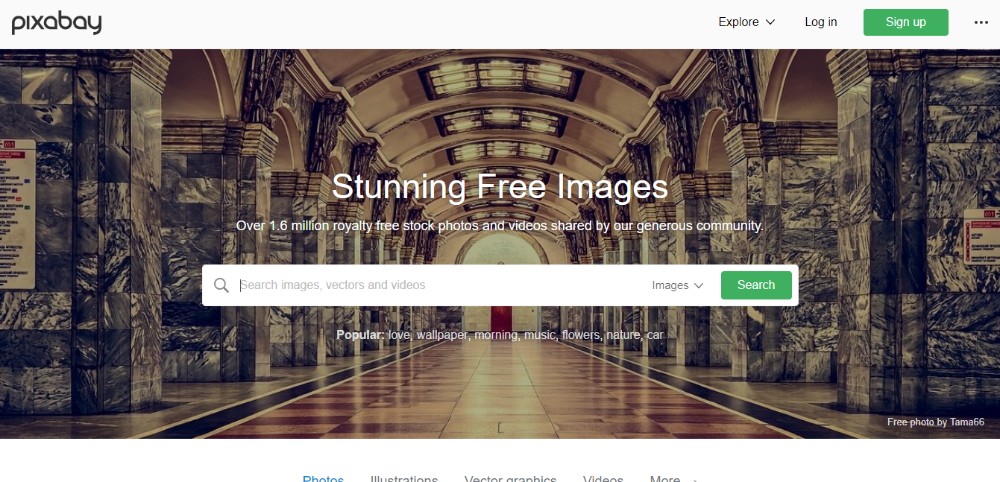 pixabay
Explore
Log in
Sign up
Stunning Free Images
Over 1.6 million royalty free stock photos and videos shared by our generous community.
Search images, vectors and videos
Images
Search
Popular: love, wallpaper, morning, music, flowers, nature, car
Free photo by Tama66
Photos
Illustrations
Vector graphics
Videos
More